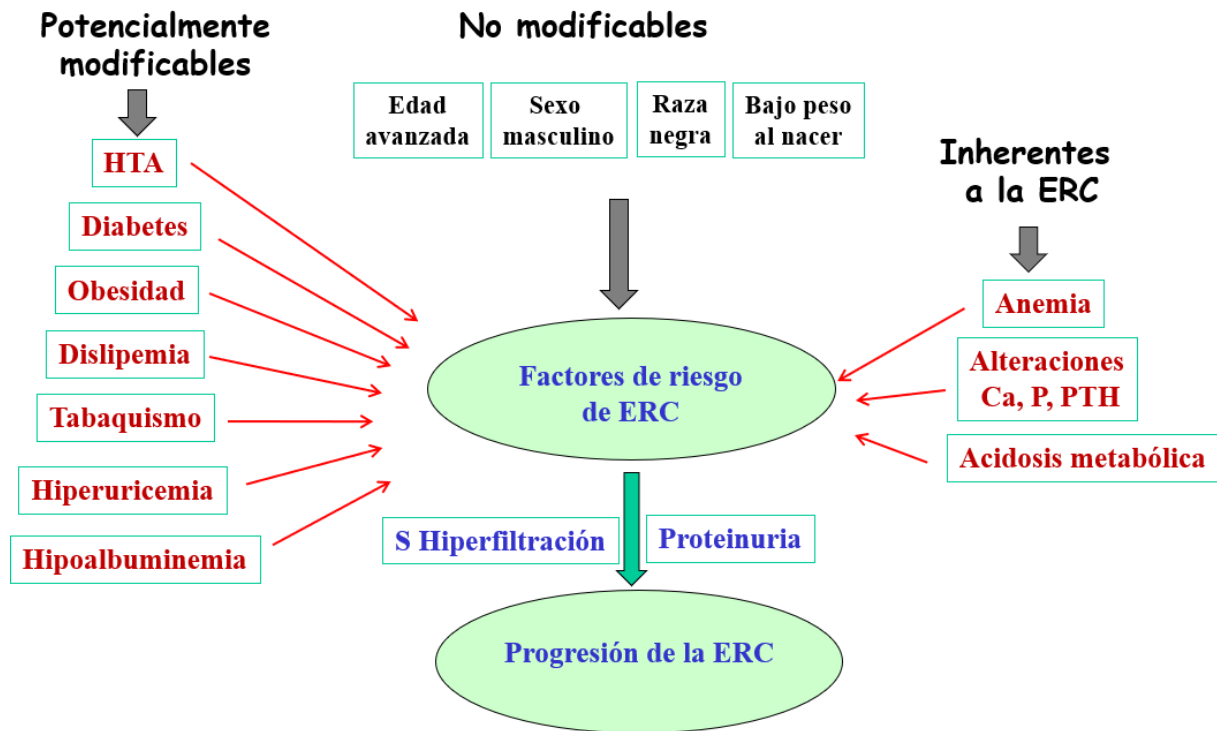 Potencialmente
modificables
No modificables
Edad
avanzada
Sexo
masculino
Raza
negra
Bajo peso
al nacer
Inherentes
a la ERC
HTA
Diabetes
Obesidad
Dislipemia
Tabaquismo
Hiperuricemia
Hipoalbuminemia
Anemia
Alteraciones
Ca, P, PTH
Acidosis metabólica
Factores de riesgo
de ERC
S Hiperfiltración
Proteinuria
Progresión de la ERC